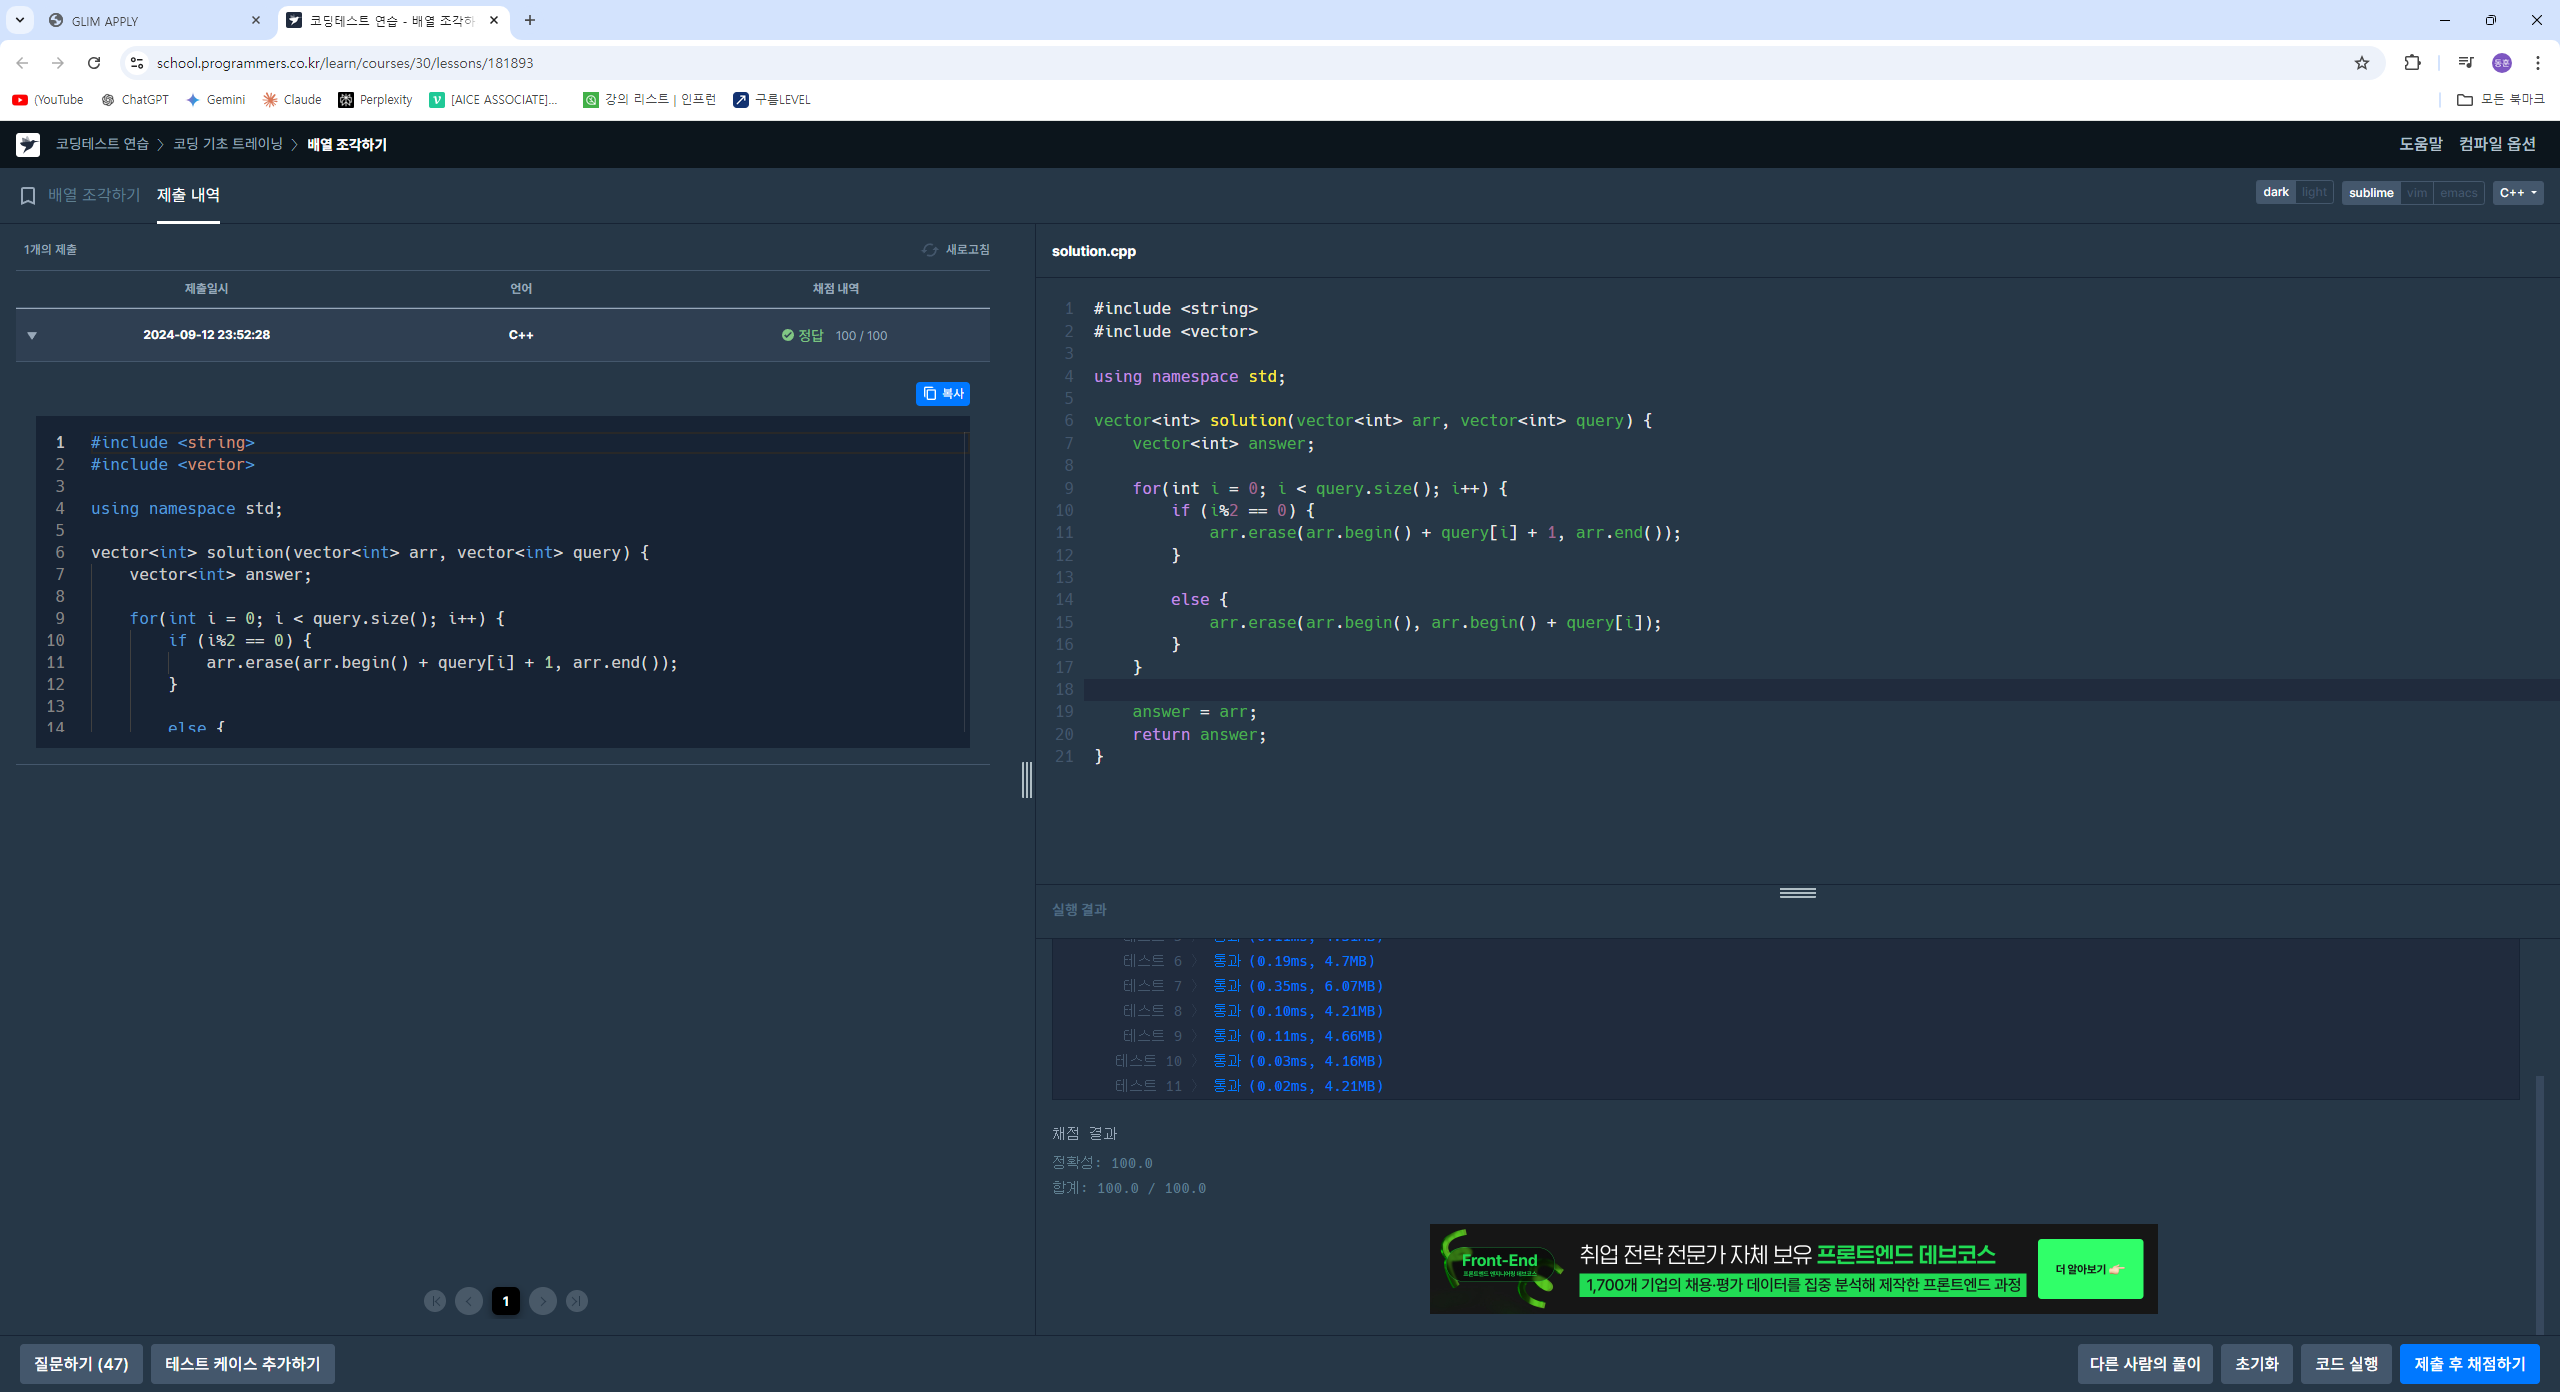 GLIM APPLY
코딩테스트 연습 - 배열 조각하
school.programmers.co.kr/learn/courses/30/lessons/181893
(YouTube
ChatGPT
Gemini
Claude
Perplexity
[AICE ASSOCIATE]...
강의 리스트 | 인프런
구름LEVEL
모든 북마크
코딩테스트 연습
코딩 기초 트레이닝
배열 조각하기
도움말
컴파일 옵션
배열 조각하기
제출 내역
dark
light
sublime
vim
emacs
C++
1개의 제출
새로고침
제출일시
언어
채점 내역
2024-09-12 23:52:28
C++
정답
100 / 100
복사
1 #include <string>
2 #include <vector>
3
4 using namespace std;
5
6 vector<int> solution(vector<int> arr, vector<int> query) {
7     vector<int> answer;
8
9     for(int i = 0; i < query.size(); i++) {
10         if (i%2 == 0) {
11             arr.erase(arr.begin() + query[i] + 1, arr.end());
12         }
13
14         else {
solution.cpp
1 #include <string>
2 #include <vector>
3
4 using namespace std;
5
6 vector<int> solution(vector<int> arr, vector<int> query) {
7     vector<int> answer;
8
9     for(int i = 0; i < query.size(); i++) {
10         if (i%2 == 0) {
11             arr.erase(arr.begin() + query[i] + 1, arr.end());
12         }
13
14         else {
15             arr.erase(arr.begin(), arr.begin() + query[i]);
16         }
17     }
18
19     answer = arr;
20     return answer;
21 }
실행 결과
테스트 6 〉 통과 (0.19ms, 4.7MB)
테스트 7 〉 통과 (0.35ms, 6.07MB)
테스트 8 〉 통과 (0.10ms, 4.21MB)
테스트 9 〉 통과 (0.11ms, 4.66MB)
테스트 10 〉 통과 (0.03ms, 4.16MB)
테스트 11 〉 통과 (0.02ms, 4.21MB)
채점 결과
정확성: 100.0
합계: 100.0 / 100.0
Front-End
취업 전략 전문가 자체 보유 프론트엔드 데브코스
1,700개 기업의 채용·평가 데이터를 집중 분석해 제작한 프론트엔드 과정
더 알아보기
1
질문하기 (47)
테스트 케이스 추가하기
다른 사람의 풀이
초기화
코드 실행
제출 후 채점하기